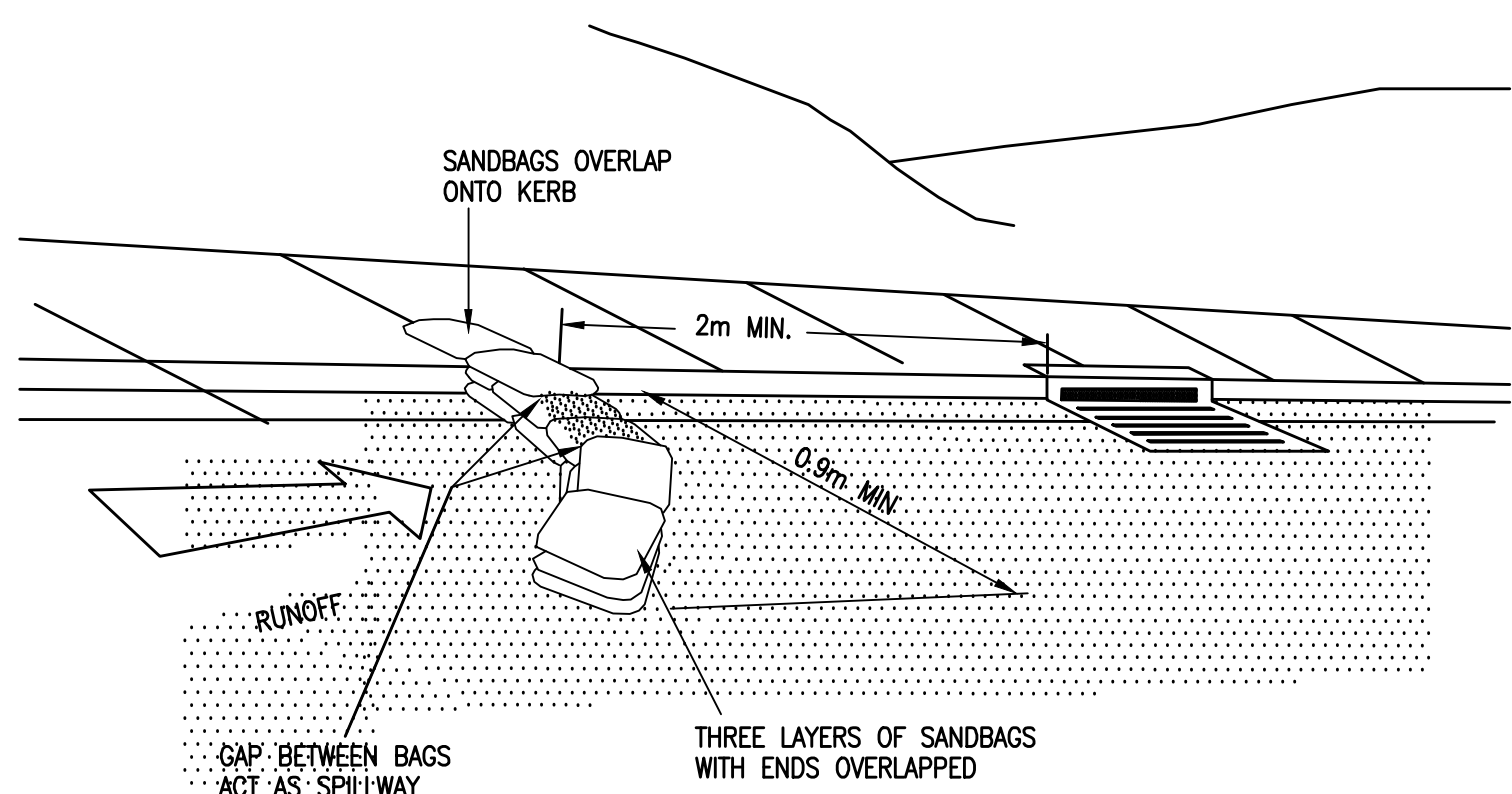 SANDBAGS OVERLAP
ONTO KERB
2m MIN.
0.9m MIN
RUNOFF
GAP BETWEEN BAGS
ACT AS SPILLWAY
THREE LAYERS OF SANDBAGS
WITH ENDS OVERLAPPED